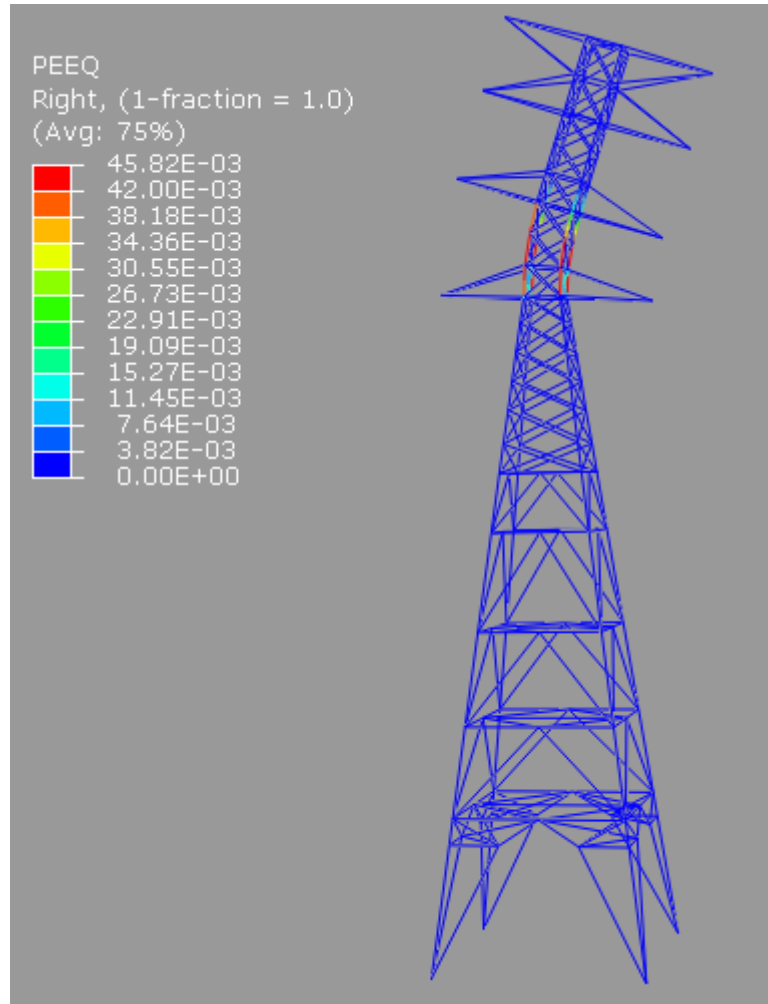 PEEQ
Right, (1-fraction = 1.0)
(Avg: 75%)
45.82E-03
42.00E-03
38.18E-03
34.36E-03
30.55E-03
26.73E-03
22.91E-03
19.09E-03
15.27E-03
11.45E-03
7.64E-03
3.82E-03
0.00E+00